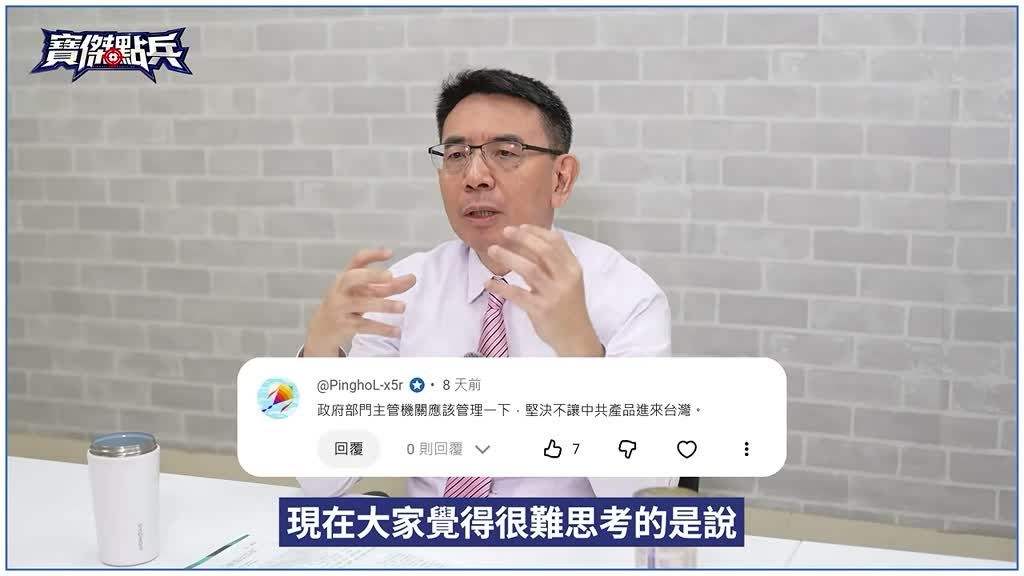 寶傑點兵
@PinghoL-x5r • 8 天前
政府部門主管機關應該管理一下，堅決不讓中共產品進來台灣。
回覆 0 則回覆 7
現在大家覺得很難思考的是說